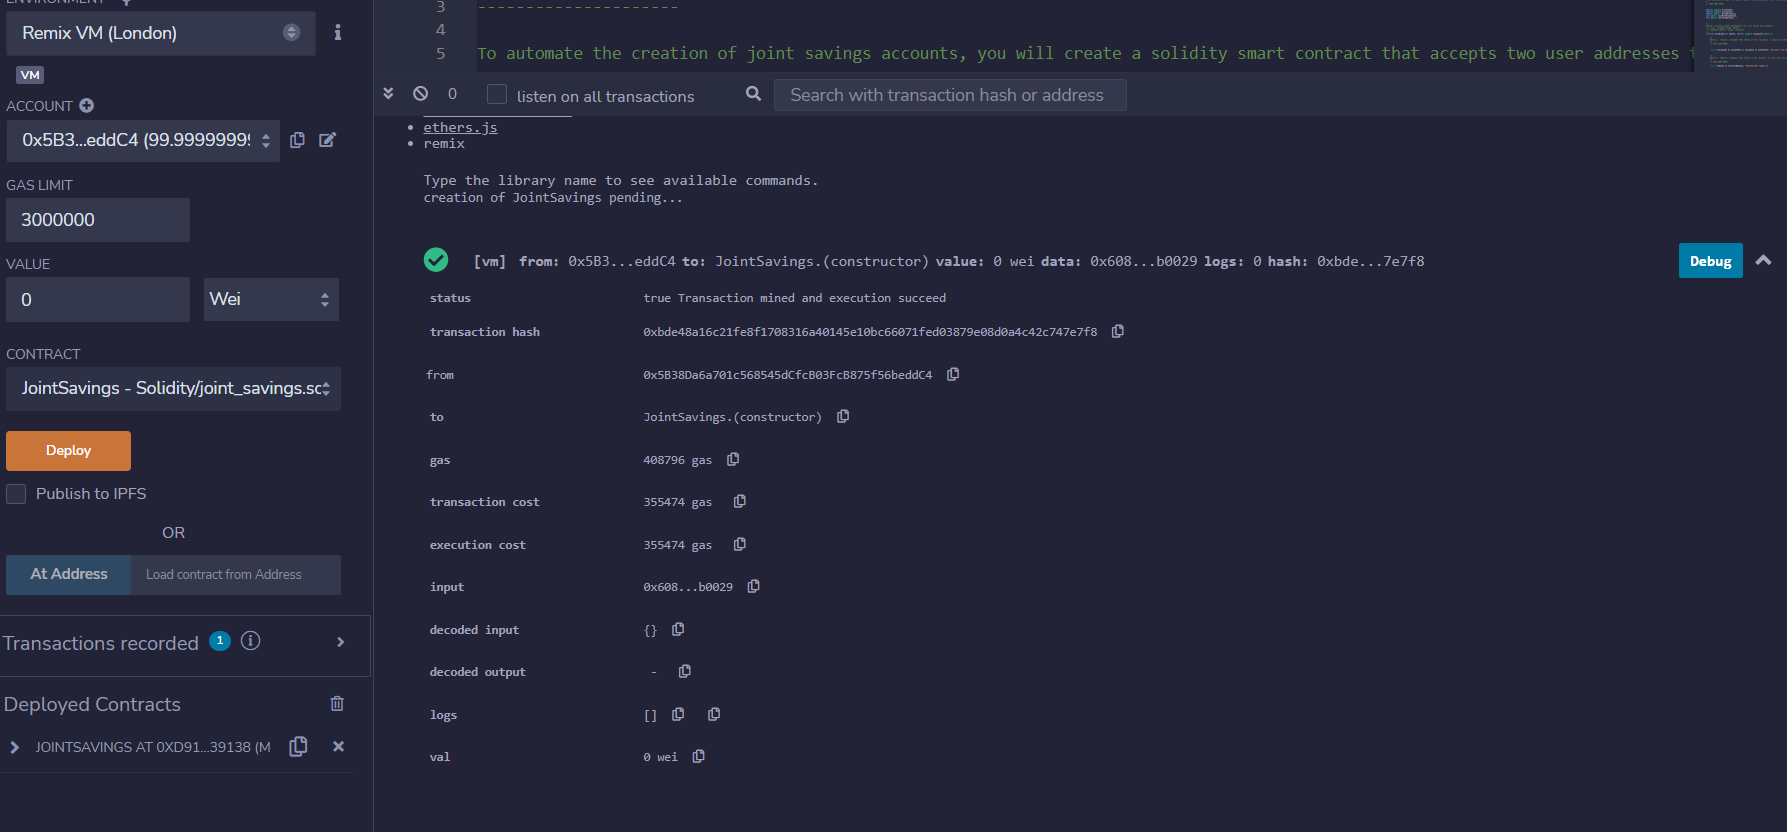 ENVIRONMENT
Remix VM (London)
VM
ACCOUNT
0x5B3...eddC4 (99.99999999
GAS LIMIT
3000000
VALUE
0
Wei
CONTRACT
JointSavings - Solidity/joint_savings.sc
Deploy
Publish to IPFS
OR
At Address
Load contract from Address
Transactions recorded 1
Deployed Contracts
JOINTSAVINGS AT 0XD91...39138 (M
3 ---------------------
4
5 To automate the creation of joint savings accounts, you will create a solidity smart contract that accepts two user addresses t
0 listen on all transactions Search with transaction hash or address
ethers.js
remix
Type the library name to see available commands.
creation of JointSavings pending...
[vm] from: 0x5B3...eddC4 to: JointSavings.(constructor) value: 0 wei data: 0x608...b0029 logs: 0 hash: 0xbde...7e7f8
Debug
status true Transaction mined and execution succeed
transaction hash 0xbde48a16c21fe8f1708316a40145e10bc66071fed03879e08d0a4c42c747e7f8
from 0x5B38Da6a701c568545dCfcB03FcB875f56beddC4
to JointSavings.(constructor)
gas 408796 gas
transaction cost 355474 gas
execution cost 355474 gas
input 0x608...b0029
decoded input {}
decoded output -
logs []
val 0 wei